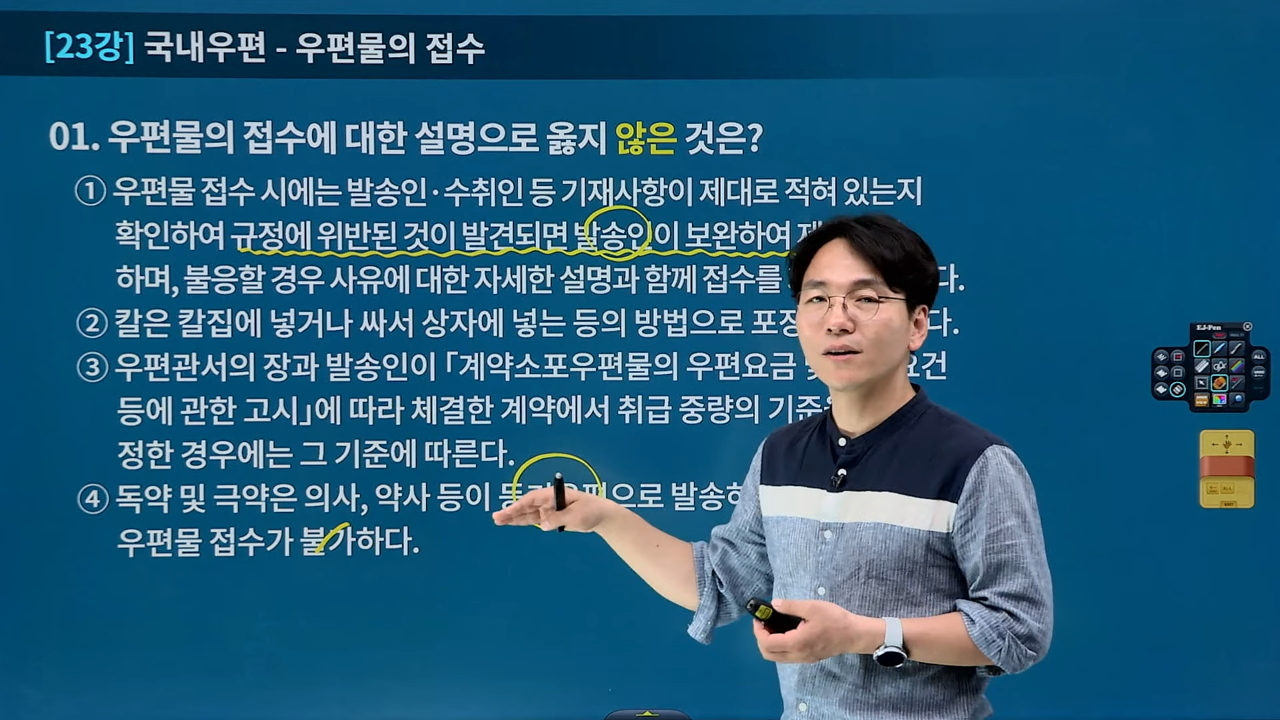 [23강] 국내우편 - 우편물의 접수
01. 우편물의 접수에 대한 설명으로 옳지 않은 것은?
① 우편물 접수 시에는 발송인·수취인 등 기재사항이 제대로 적혀 있는지
확인하여 규정에 위반된 것이 발견되면 발송인이 보완하여
하며, 불응할 경우 사유에 대한 자세한 설명과 함께 접수를 다.
② 칼은 칼집에 넣거나 싸서 상자에 넣는 등의 방법으로 다.
③ 우편관서의 장과 발송인이 「계약소포우편물의 우편요금 요건
등에 관한 고시」에 따라 체결한 계약에서 취급 중량의
정한 경우에는 그 기준에 따른다.
④ 독약 및 극약은 의사, 약사 등이 으로
우편물 접수가 불가하다.
EJ-Pen
ALL